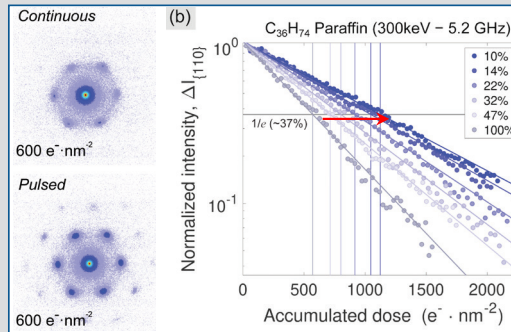 Continuous
600 e⁻·nm⁻²
Pulsed
600 e⁻·nm⁻²
(b)
C₃₆H₇₄ Paraffin (300keV – 5.2 GHz)
Normalized intensity, ΔI{110}
10⁰
10⁻¹
1/e (~37%)
10%
14%
22%
32%
47%
100%
0 500 1000 1500 2000
Accumulated dose (e⁻ · nm⁻²)